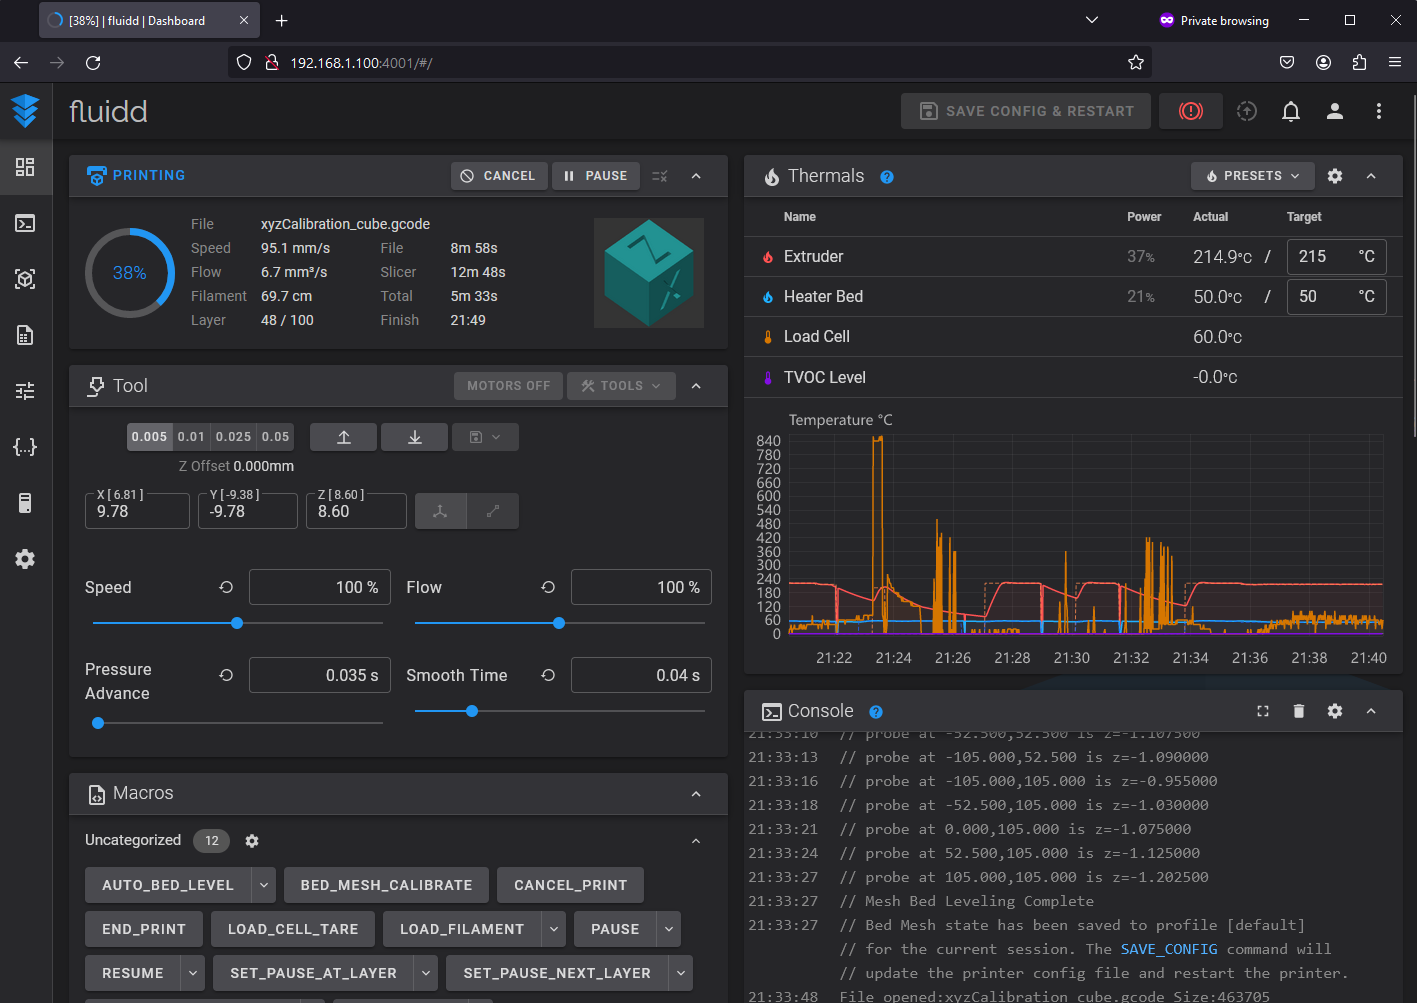 [38%] | fluidd | Dashboard
Private browsing
192.168.1.100:4001/#/
fluidd
SAVE CONFIG & RESTART
PRINTING
CANCEL
PAUSE
38%
File xyzCalibration_cube.gcode
Speed 95.1 mm/s File 8m 58s
Flow 6.7 mm³/s Slicer 12m 48s
Filament 69.7 cm Total 5m 33s
Layer 48 / 100 Finish 21:49
Tool
MOTORS OFF
TOOLS
0.005 0.01 0.025 0.05
Z Offset 0.000mm
X [ 6.81 ] Y [ -9.38 ] Z [ 8.60 ]
9.78 -9.78 8.60
Speed 100 % Flow 100 %
Pressure
Advance
0.035 s
Smooth Time 0.04 s
Macros
Uncategorized 12
AUTO_BED_LEVEL BED_MESH_CALIBRATE CANCEL_PRINT
END_PRINT LOAD_CELL_TARE LOAD_FILAMENT PAUSE
RESUME SET_PAUSE_AT_LAYER SET_PAUSE_NEXT_LAYER
Thermals
PRESETS
Name Power Actual Target
Extruder 37% 214.9°C / 215 °C
Heater Bed 21% 50.0°C / 50 °C
Load Cell 60.0°C
TVOC Level -0.0°C
Temperature °C
840
780
720
660
600
540
480
420
360
300
240
180
120
60
0
21:22 21:24 21:26 21:28 21:30 21:32 21:34 21:36 21:38 21:40
Console
21:33:10 // probe at -52.500,52.500 is z=-1.107500
21:33:13 // probe at -105.000,52.500 is z=-1.090000
21:33:16 // probe at -105.000,105.000 is z=-0.955000
21:33:18 // probe at -52.500,105.000 is z=-1.030000
21:33:21 // probe at 0.000,105.000 is z=-1.075000
21:33:24 // probe at 52.500,105.000 is z=-1.125000
21:33:27 // probe at 105.000,105.000 is z=-1.202500
21:33:27 // Mesh Bed Leveling Complete
21:33:27 // Bed Mesh state has been saved to profile [default]
// for the current session. The SAVE_CONFIG command will
// update the printer config file and restart the printer.
21:33:48 File opened:xyzCalibration_cube.gcode Size:463705